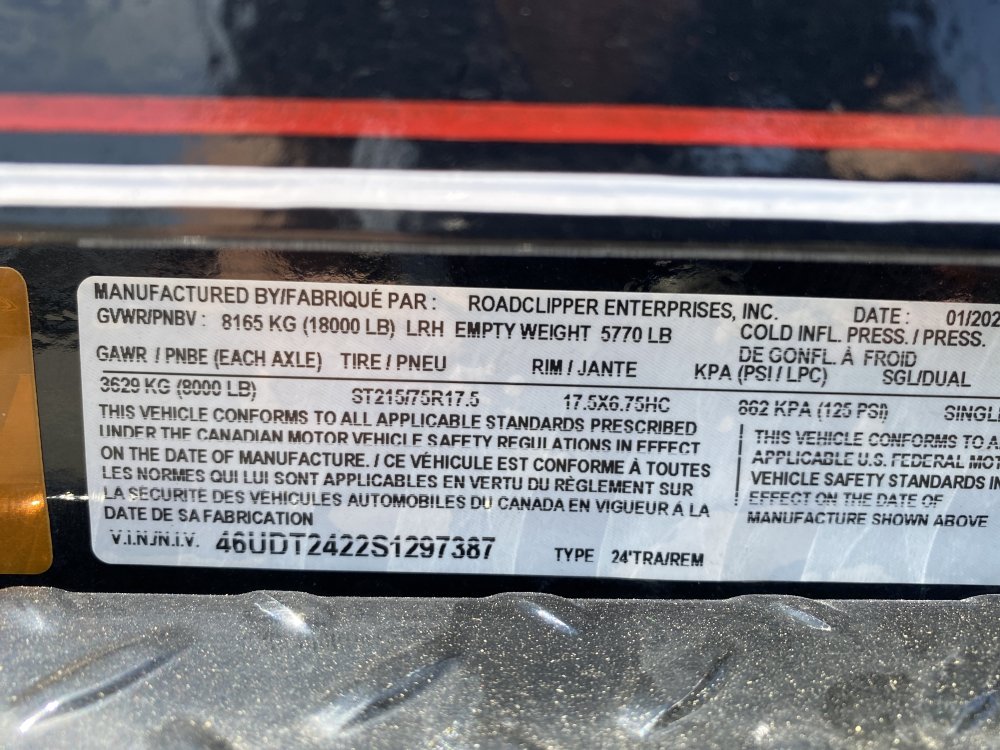 MANUFACTURED BY/FABRIQUÉ PAR : ROADCLIPPER ENTERPRISES, INC. DATE : 01/202
GVWR/PNBV : 8165 KG (18000 LB) LRH EMPTY WEIGHT 5770 LB COLD INFL. PRESS. / PRESS.
DE GONFL. À FROID
GAWR / PNBE (EACH AXLE) TIRE / PNEU RIM / JANTE KPA (PSI / LPC) SGL/DUAL
3629 KG (8000 LB) ST215/75R17.5 17.5X6.75HC 862 KPA (125 PSI) SINGL
THIS VEHICLE CONFORMS TO ALL APPLICABLE STANDARDS PRESCRIBED
UNDER THE CANADIAN MOTOR VEHICLE SAFETY REGULATIONS IN EFFECT
ON THE DATE OF MANUFACTURE. / CE VÉHICULE EST CONFORME À TOUTES
LES NORMES QUI LUI SONT APPLICABLES EN VERTU DU RÈGLEMENT SUR
LA SÉCURITÉ DES VÉHICULES AUTOMOBILES DU CANADA EN VIGUEUR À LA
DATE DE SA FABRICATION
THIS VEHICLE CONFORMS TO A
APPLICABLE U.S. FEDERAL MOT
VEHICLE SAFETY STANDARDS IN
EFFECT ON THE DATE OF
MANUFACTURE SHOWN ABOVE
V.I.N./N.I.V. 46UDT2422S1297387 TYPE 24'TRA/REM